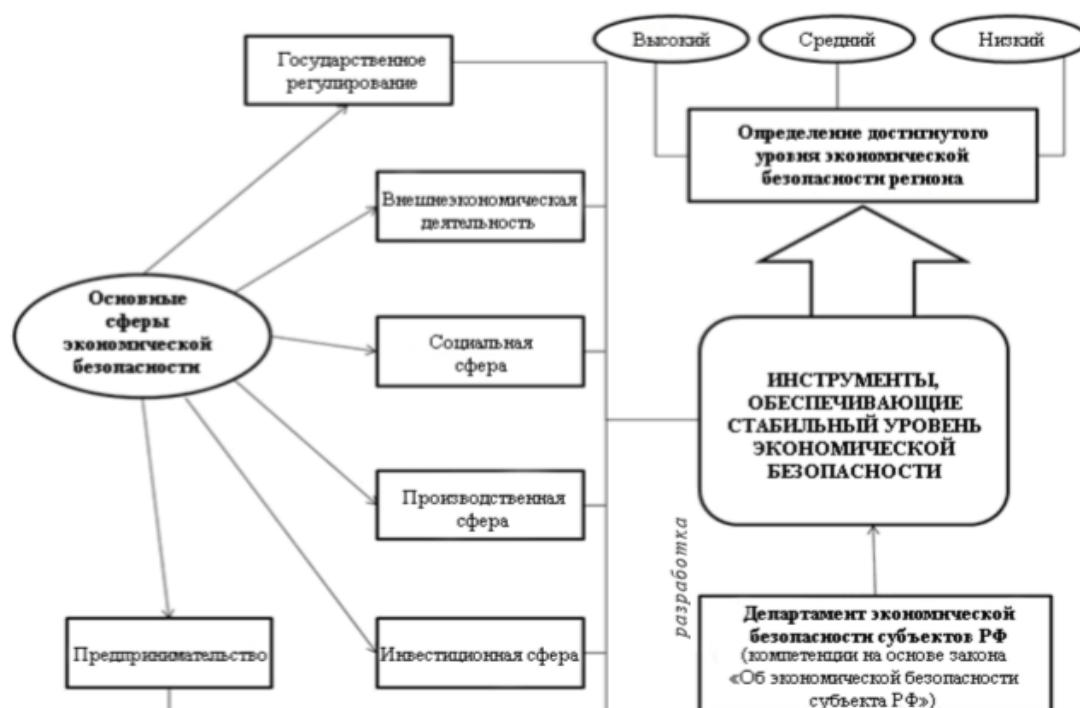 Государственное
регулирование
Высокий
Средний
Низкий
Определение достигнутого
уровня экономической
безопасности региона
Внешнеэкономическая
деятельность
Основные
сферы
экономической
безопасности
Социальная
сфера
ИНСТРУМЕНТЫ,
ОБЕСПЕЧИВАЮЩИЕ
СТАБИЛЬНЫЙ УРОВЕНЬ
ЭКОНОМИЧЕСКОЙ
БЕЗОПАСНОСТИ
Производственная
сфера
разработка
Предпринимательство
Инвестиционная сфера
Департамент экономической
безопасности субъектов РФ
(компетенции на основе закона
«Об экономической безопасности
субъекта РФ»)